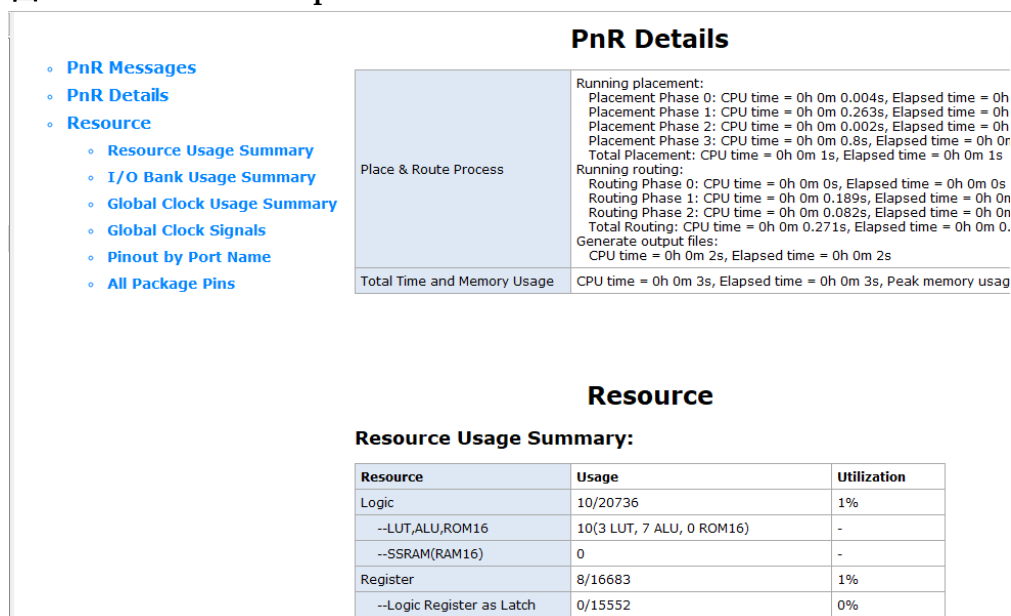 PnR Details
PnR Messages
PnR Details
Resource
Resource Usage Summary
I/O Bank Usage Summary
Global Clock Usage Summary
Global Clock Signals
Pinout by Port Name
All Package Pins
Place & Route Process
Running placement:
Placement Phase 0: CPU time = 0h 0m 0.004s, Elapsed time = 0h
Placement Phase 1: CPU time = 0h 0m 0.263s, Elapsed time = 0h
Placement Phase 2: CPU time = 0h 0m 0.002s, Elapsed time = 0h
Placement Phase 3: CPU time = 0h 0m 0.8s, Elapsed time = 0h 0m
Total Placement: CPU time = 0h 0m 1s, Elapsed time = 0h 0m 1s
Running routing:
Routing Phase 0: CPU time = 0h 0m 0s, Elapsed time = 0h 0m 0s
Routing Phase 1: CPU time = 0h 0m 0.189s, Elapsed time = 0h 0m
Routing Phase 2: CPU time = 0h 0m 0.082s, Elapsed time = 0h 0m
Total Routing: CPU time = 0h 0m 0.271s, Elapsed time = 0h 0m 0.
Generate output files:
CPU time = 0h 0m 2s, Elapsed time = 0h 0m 2s
Total Time and Memory Usage CPU time = 0h 0m 3s, Elapsed time = 0h 0m 3s, Peak memory usag
Resource
Resource Usage Summary:
Resource Usage Utilization
Logic 10/20736 1%
--LUT,ALU,ROM16 10(3 LUT, 7 ALU, 0 ROM16) -
--SSRAM(RAM16) 0 -
Register 8/16683 1%
--Logic Register as Latch 0/15552 0%